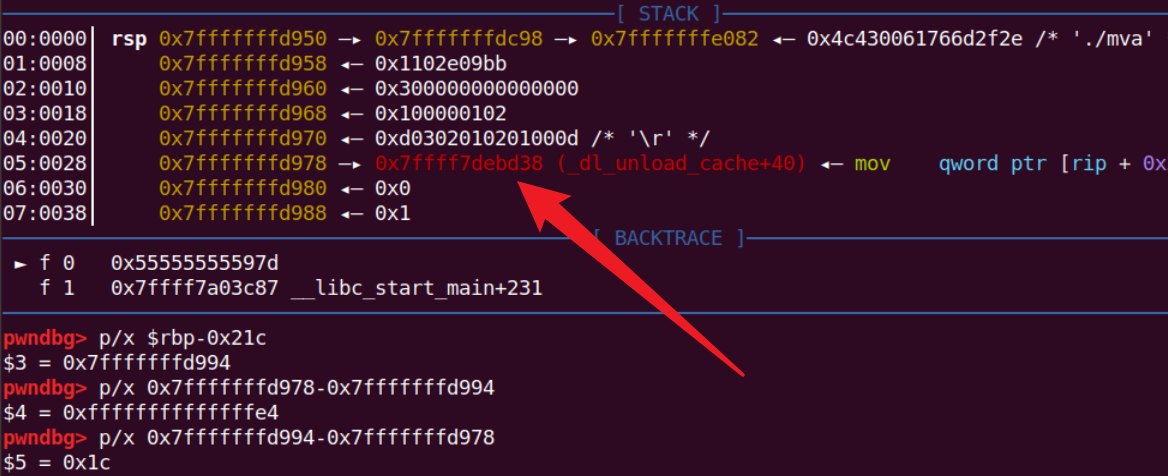 [ STACK ]
00:0000│ rsp 0x7fffffffd950 —▸ 0x7fffffffdc98 —▸ 0x7fffffffe082 ◂— 0x4c430061766d2f2e /* './mva'
01:0008│     0x7fffffffd958 ◂— 0x1102e09bb
02:0010│     0x7fffffffd960 ◂— 0x300000000000000
03:0018│     0x7fffffffd968 ◂— 0x100000102
04:0020│     0x7fffffffd970 ◂— 0xd0302010201000d /* '\r' */
05:0028│     0x7fffffffd978 —▸ 0x7ffff7debd38 (_dl_unload_cache+40) ◂— mov    qword ptr [rip + 0x
06:0030│     0x7fffffffd980 ◂— 0x0
07:0038│     0x7fffffffd988 ◂— 0x1
[ BACKTRACE ]
► f 0   0x55555555597d
f 1   0x7ffff7a03c87 __libc_start_main+231
pwndbg> p/x $rbp-0x21c
$3 = 0x7fffffffd994
pwndbg> p/x 0x7fffffffd978-0x7fffffffd994
$4 = 0xffffffffffffffe4
pwndbg> p/x 0x7fffffffd994-0x7fffffffd978
$5 = 0x1c